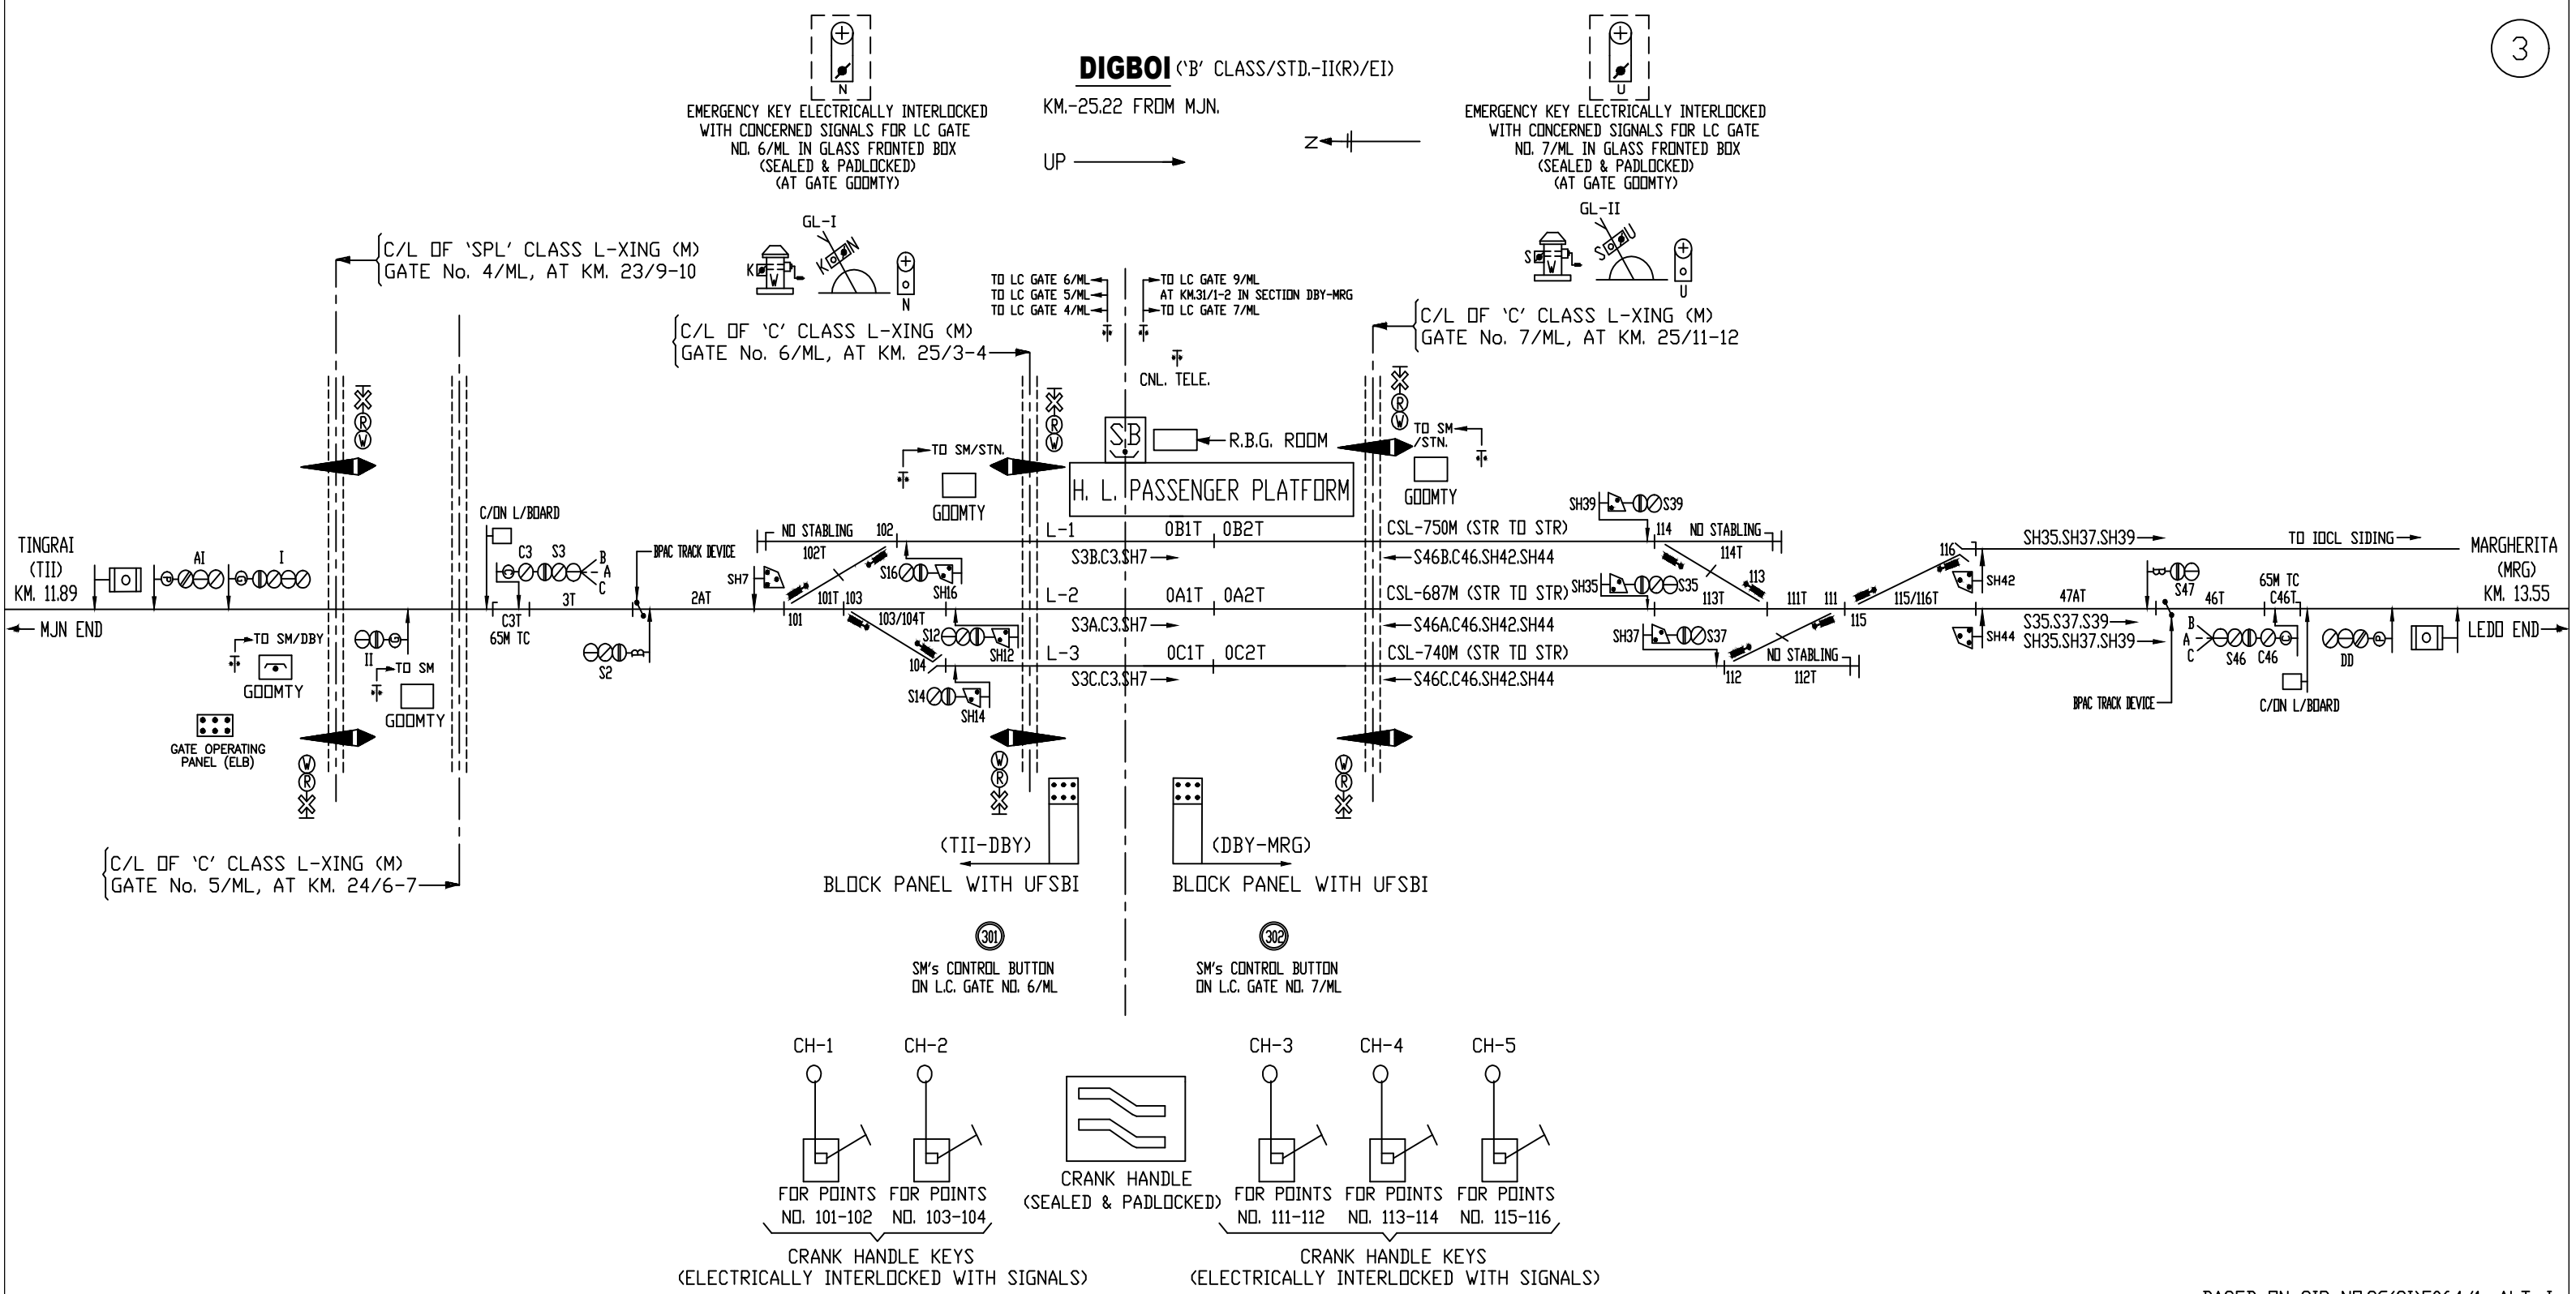 3
DIGBOI ('B' CLASS/STD.-II(R)/EI)
KM.-25.22 FROM MJN.
UP
N
N
EMERGENCY KEY ELECTRICALLY INTERLOCKED
WITH CONCERNED SIGNALS FOR LC GATE
NO. 6/ML IN GLASS FRONTED BOX
(SEALED & PADLOCKED)
(AT GATE GOOMTY)
U
EMERGENCY KEY ELECTRICALLY INTERLOCKED
WITH CONCERNED SIGNALS FOR LC GATE
NO. 7/ML IN GLASS FRONTED BOX
(SEALED & PADLOCKED)
(AT GATE GOOMTY)
GL-I
K
W
K
N
N
GL-II
S
W
S
U
U
C/L OF 'SPL' CLASS L-XING (M)
GATE No. 4/ML, AT KM. 23/9-10
C/L OF 'C' CLASS L-XING (M)
GATE No. 6/ML, AT KM. 25/3-4
TO LC GATE 6/ML
TO LC GATE 5/ML
TO LC GATE 4/ML
TO LC GATE 9/ML
AT KM.31/1-2 IN SECTION DBY-MRG
TO LC GATE 7/ML
CNL. TELE.
C/L OF 'C' CLASS L-XING (M)
GATE No. 7/ML, AT KM. 25/11-12
R
W
R
W
R
W
TO SM/STN.
GOOMTY
SB
R.B.G. ROOM
H. L. PASSENGER PLATFORM
TO SM
/STN.
GOOMTY
TINGRAI
(TII)
KM. 11.89
MJN END
AI
P
I
G
C/ON L/BOARD
C3
S3
G
B
A
C
C3T
65M TC
3T
BPAC TRACK DEVICE
2AT
SH7
NO STABLING
102
102T
101
101T
103
103/104T
104
S16
SH16
S12
SH12
S14
SH14
L-1
0B1T
0B2T
CSL-750M (STR TO STR)
S3B.C3.SH7
S46B.C46.SH42.SH44
L-2
0A1T
0A2T
CSL-687M (STR TO STR)
S3A.C3.SH7
S46A.C46.SH42.SH44
L-3
0C1T
0C2T
CSL-740M (STR TO STR)
S3C.C3.SH7
S46C.C46.SH42.SH44
SH39
S39
114
NO STABLING
114T
113
SH35
S35
113T
111T
111
115
SH37
S37
NO STABLING
112
112T
115/116T
116
SH42
SH44
SH35.SH37.SH39
TO IOCL SIDING
47AT
S35.S37.S39
SH35.SH37.SH39
B
S47
46T
65M TC
C46T
B
A
C
S46
C46
G
DD
P
BPAC TRACK DEVICE
C/ON L/BOARD
MARGHERITA
(MRG)
KM. 13.55
LEDO END
TO SM/DBY
GOOMTY
II
G
TO SM
GOOMTY
S2
B
GATE OPERATING
PANEL (ELB)
W
R
W
R
W
R
C/L OF 'C' CLASS L-XING (M)
GATE No. 5/ML, AT KM. 24/6-7
(TII-DBY)
BLOCK PANEL WITH UFSBI
(DBY-MRG)
BLOCK PANEL WITH UFSBI
301
SM's CONTROL BUTTON
ON L.C. GATE NO. 6/ML
302
SM's CONTROL BUTTON
ON L.C. GATE NO. 7/ML
CH-1
FOR POINTS
NO. 101-102
CH-2
FOR POINTS
NO. 103-104
CRANK HANDLE KEYS
(ELECTRICALLY INTERLOCKED WITH SIGNALS)
CRANK HANDLE
(SEALED & PADLOCKED)
CH-3
FOR POINTS
NO. 111-112
CH-4
FOR POINTS
NO. 113-114
CH-5
FOR POINTS
NO. 115-116
CRANK HANDLE KEYS
(ELECTRICALLY INTERLOCKED WITH SIGNALS)